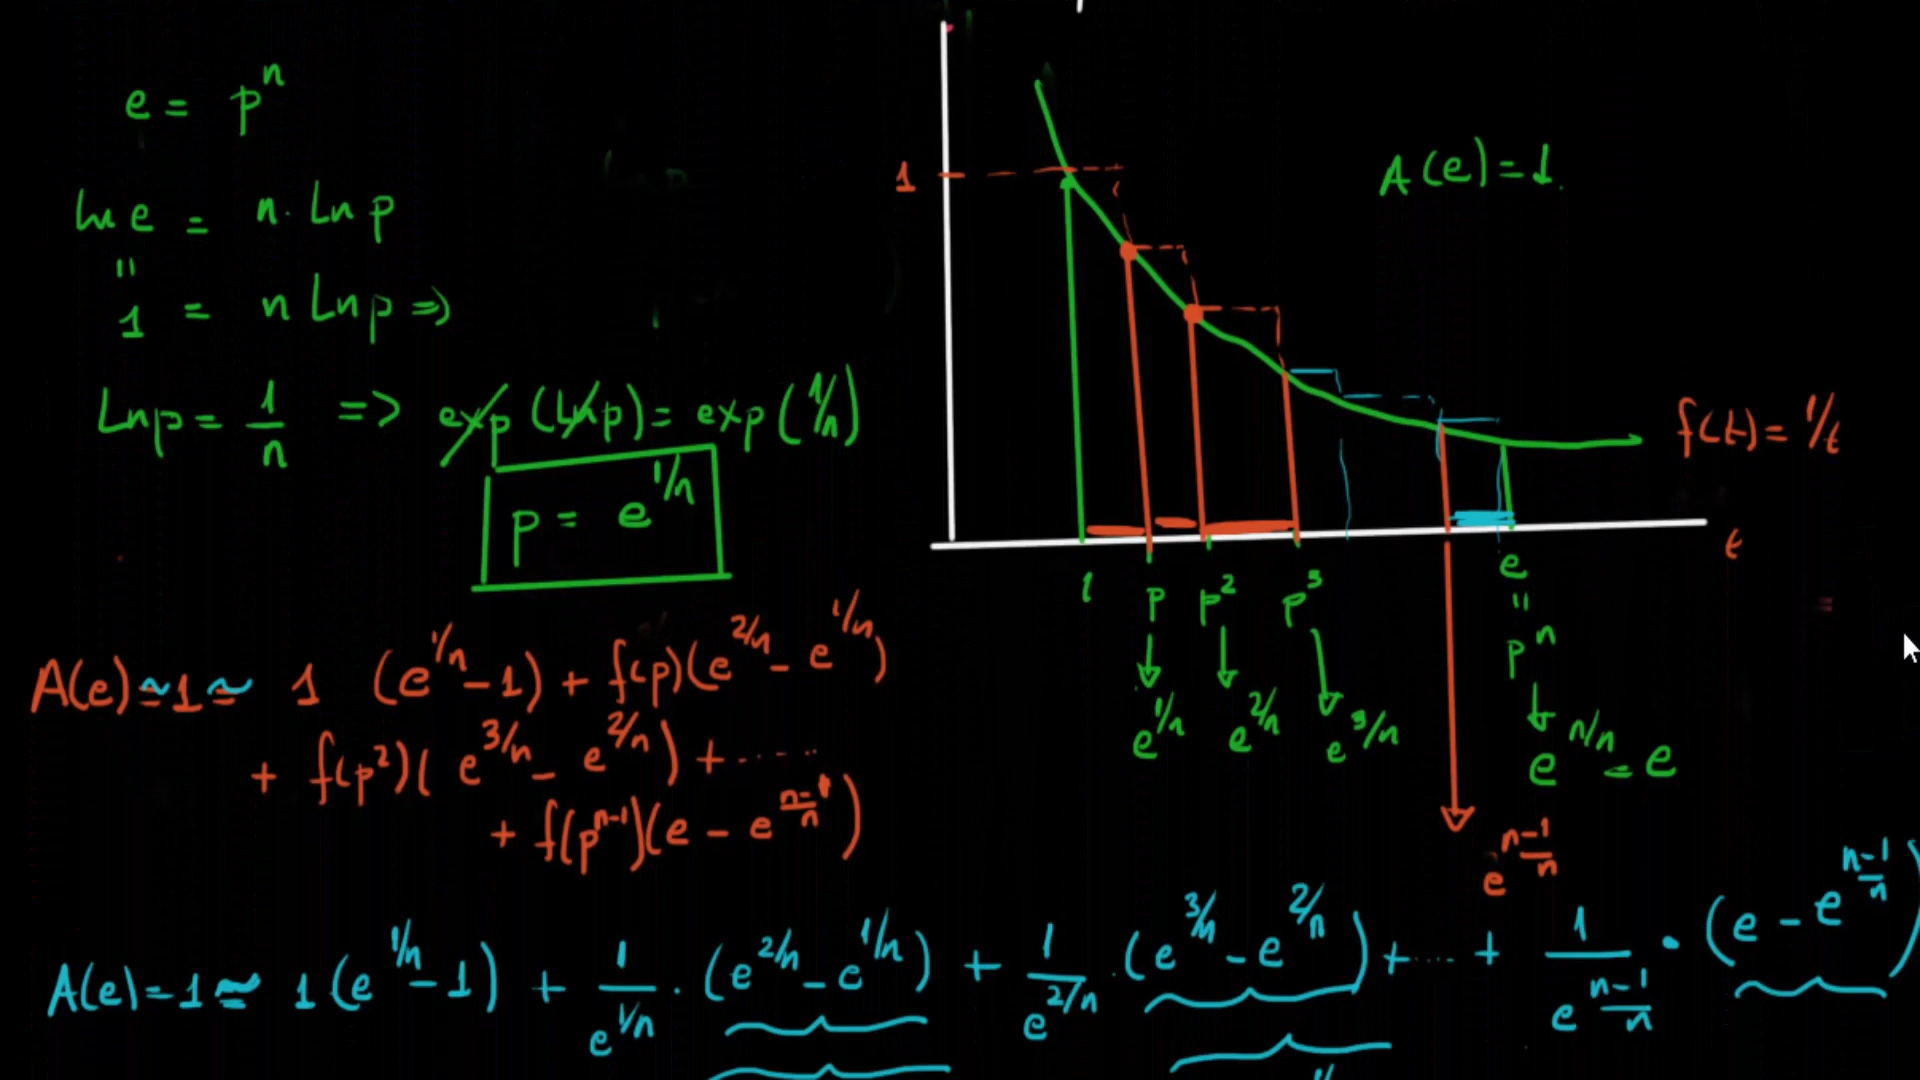 e = pⁿ
ln e = n · Ln p
"
1 = n Ln p =>
Ln p = 1/n => exp (Ln p) = exp (1/n)
p = e^(1/n)
1
A(e) = 1.
f(t) = 1/t
t
1 p p² p³ e
"
pⁿ
e^(1/n) e^(2/n) e^(3/n) e^(n/n) = e
e^((n-1)/n)
A(e) ≃ 1 ≃ 1 (e^(1/n) - 1) + f(p)(e^(2/n) - e^(1/n))
+ f(p²)(e^(3/n) - e^(2/n)) + .....
+ f(p^(n-1))(e - e^((n-1)/n))
A(e) = 1 ≃ 1 (e^(1/n) - 1) + 1/e^(1/n) · (e^(2/n) - e^(1/n)) + 1/e^(2/n) · (e^(3/n) - e^(2/n)) + .... + 1/e^((n-1)/n) · (e - e^((n-1)/n))